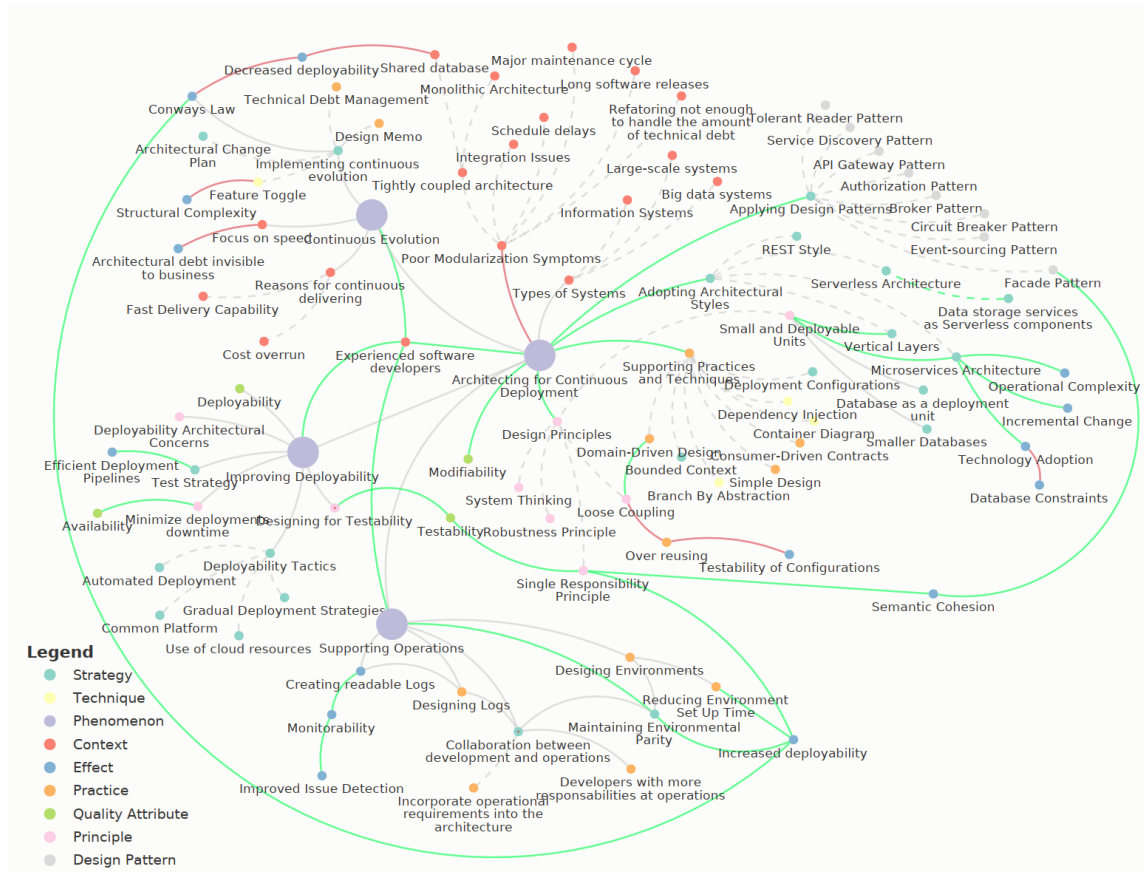 Decreased deployability
Shared database
Major maintenance cycle
Monolithic Architecture
Long software releases
Conways Law
Technical Debt Management
Refatoring not enough
to handle the amount
of technical debt
Tolerant Reader Pattern
Design Memo
Schedule delays
Service Discovery Pattern
Architectural Change
Plan
Implementing continuous
evolution
Integration Issues
API Gateway Pattern
Large-scale systems
Feature Toggle
Tightly coupled architecture
Authorization Pattern
Big data systems
Structural Complexity
Information Systems
Applying Design Patterns
Broker Pattern
Circuit Breaker Pattern
Focus on speed
Continuous Evolution
REST Style
Event-sourcing Pattern
Architectural debt invisible
to business
Poor Modularization Symptoms
Reasons for continuous
delivering
Types of Systems
Adopting Architectural
Styles
Serverless Architecture
Facade Pattern
Fast Delivery Capability
Data storage services
as Serverless components
Small and Deployable
Units
Vertical Layers
Cost overrun
Experienced software
developers
Architecting for Continuous
Deployment
Supporting Practices
and Techniques
Microservices Architecture
Deployment Configurations
Operational Complexity
Deployability
Database as a deployment
unit
Dependency Injection
Incremental Change
Deployability Architectural
Concerns
Design Principles
Container Diagram
Smaller Databases
Domain-Driven Design
Consumer-Driven Contracts
Technology Adoption
Efficient Deployment
Pipelines
Test Strategy
Improving Deployability
Modifiability
Bounded Context
Simple Design
System Thinking
Branch By Abstraction
Database Constraints
Availability
Minimize deployments
downtime
Designing for Testability
Testability
Robustness Principle
Loose Coupling
Over reusing
Testability of Configurations
Deployability Tactics
Automated Deployment
Single Responsibility
Principle
Gradual Deployment Strategies
Semantic Cohesion
Common Platform
Use of cloud resources
Supporting Operations
Legend
Strategy
Technique
Phenomenon
Context
Effect
Practice
Quality Attribute
Principle
Design Pattern
Desiging Environments
Creating readable Logs
Designing Logs
Reducing Environment
Set Up Time
Monitorability
Maintaining Environmental
Parity
Collaboration between
development and operations
Increased deployability
Improved Issue Detection
Developers with more
responsabilities at operations
Incorporate operational
requirements into the
architecture